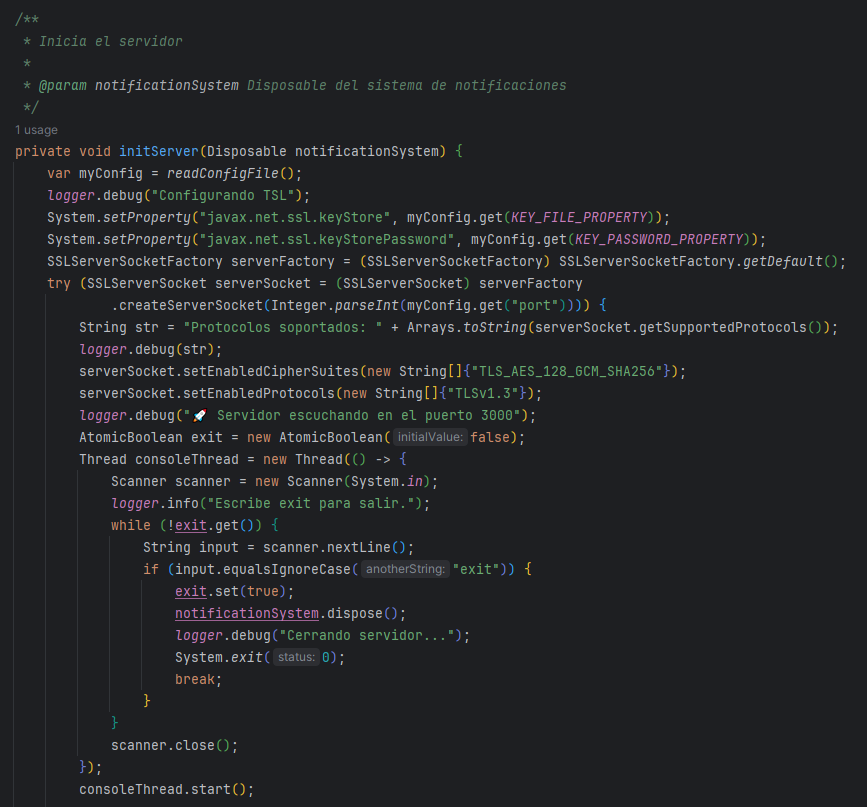 /**
 * Inicia el servidor
 *
 * @param notificationSystem Disposable del sistema de notificaciones
 */
1 usage
private void initServer(Disposable notificationSystem) {
    var myConfig = readConfigFile();
    logger.debug("Configurando TSL");
    System.setProperty("javax.net.ssl.keyStore", myConfig.get(KEY_FILE_PROPERTY));
    System.setProperty("javax.net.ssl.keyStorePassword", myConfig.get(KEY_PASSWORD_PROPERTY));
    SSLServerSocketFactory serverFactory = (SSLServerSocketFactory) SSLServerSocketFactory.getDefault();
    try (SSLServerSocket serverSocket = (SSLServerSocket) serverFactory
            .createServerSocket(Integer.parseInt(myConfig.get("port")))) {
        String str = "Protocolos soportados: " + Arrays.toString(serverSocket.getSupportedProtocols());
        logger.debug(str);
        serverSocket.setEnabledCipherSuites(new String[]{"TLS_AES_128_GCM_SHA256"});
        serverSocket.setEnabledProtocols(new String[]{"TLSv1.3"});
        logger.debug("🚀 Servidor escuchando en el puerto 3000");
        AtomicBoolean exit = new AtomicBoolean( initialValue: false);
        Thread consoleThread = new Thread(() -> {
            Scanner scanner = new Scanner(System.in);
            logger.info("Escribe exit para salir.");
            while (!exit.get()) {
                String input = scanner.nextLine();
                if (input.equalsIgnoreCase( anotherString: "exit")) {
                    exit.set(true);
                    notificationSystem.dispose();
                    logger.debug("Cerrando servidor...");
                    System.exit( status: 0);
                    break;
                }
            }
            scanner.close();
        });
        consoleThread.start();